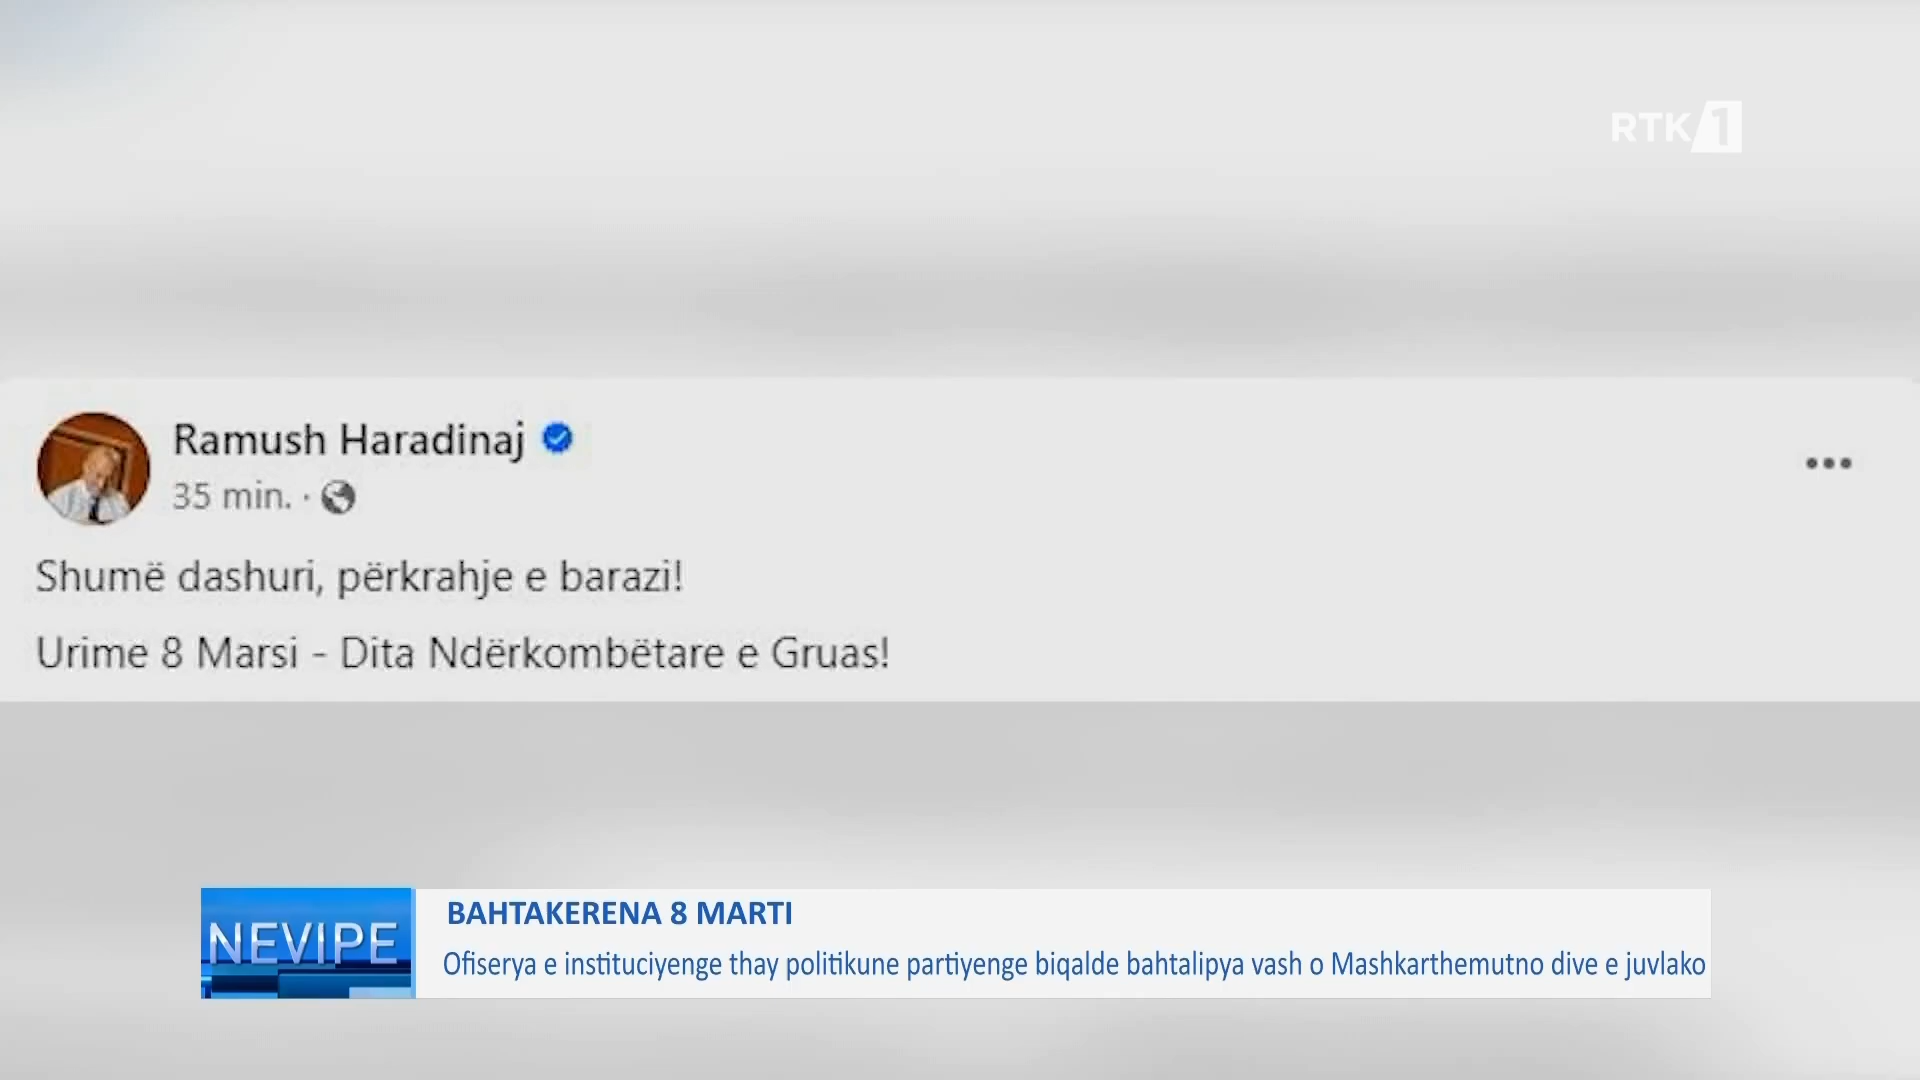 RTK 1
Ramush Haradinaj
35 min. ·
Shumë dashuri, përkrahje e barazi!
Urime 8 Marsi - Dita Ndërkombëtare e Gruas!
NEVIPE
BAHTAKERENA 8 MARTI
Ofiserya e instituciyenge thay politikune partiyenge biqalde bahtalipya vash o Mashkarthemutno dive e juvlako